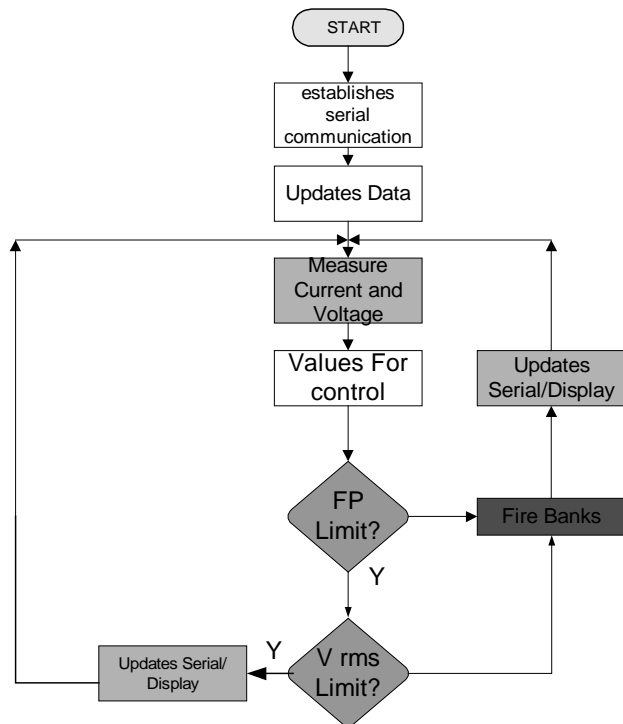 START
establishes
serial
communication
Updates Data
Measure
Current and
Voltage
Values For
control
Updates
Serial/Display
FP
Limit?
Fire Banks
Y
Y
V rms
Limit?
Updates Serial/
Display